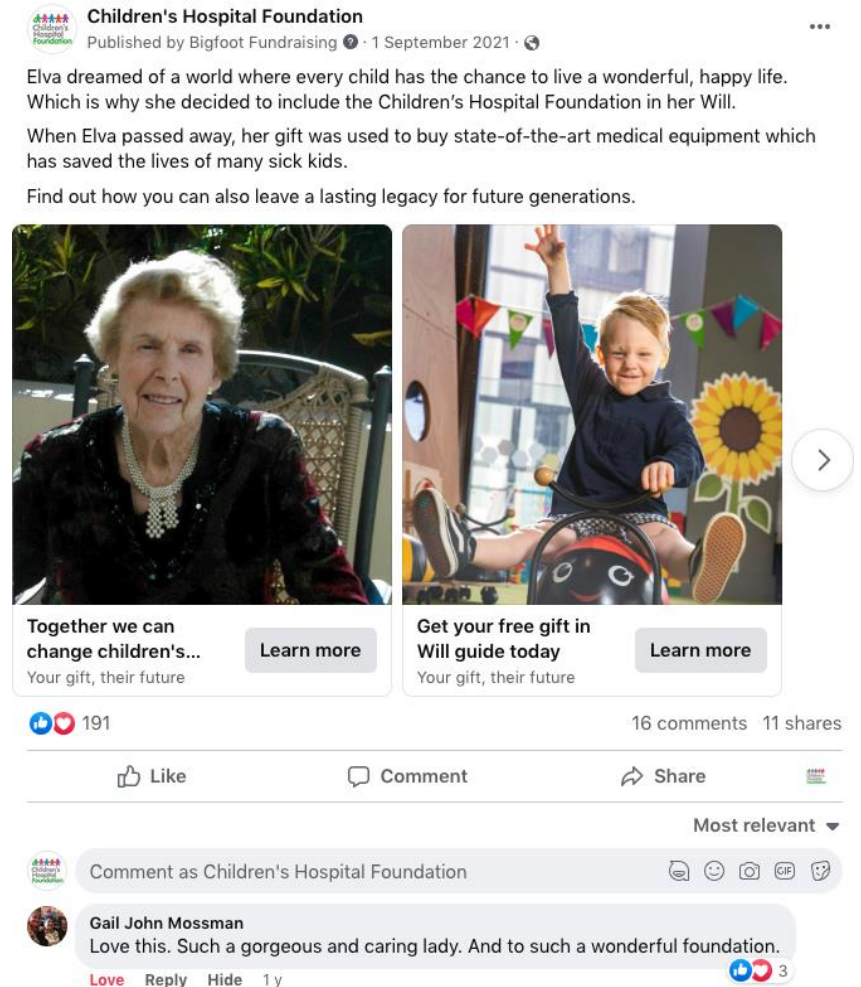 Children's Hospital Foundation
Published by Bigfoot Fundraising · 1 September 2021 ·
Elva dreamed of a world where every child has the chance to live a wonderful, happy life.
Which is why she decided to include the Children's Hospital Foundation in her Will.
When Elva passed away, her gift was used to buy state-of-the-art medical equipment which
has saved the lives of many sick kids.
Find out how you can also leave a lasting legacy for future generations.
Together we can
change children's...
Learn more
Your gift, their future
Get your free gift in
Will guide today
Learn more
Your gift, their future
191
16 comments 11 shares
Like Comment Share
Most relevant
Comment as Children's Hospital Foundation
GIF
Gail John Mossman
Love this. Such a gorgeous and caring lady. And to such a wonderful foundation.
Love Reply Hide 1 y
3